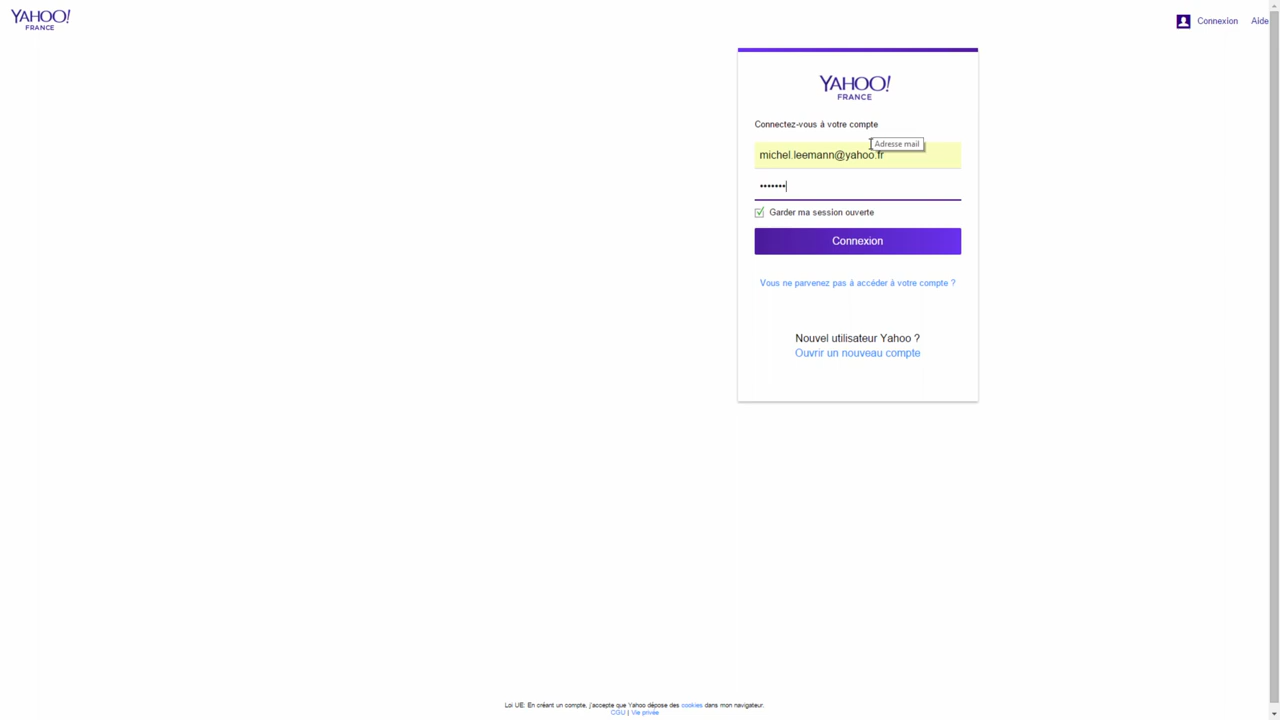 YAHOO!
FRANCE
Connexion
Aide
YAHOO!
FRANCE
Connectez-vous à votre compte
Adresse mail
michel.leemann@yahoo.fr
•••••••
Garder ma session ouverte
Connexion
Vous ne parvenez pas à accéder à votre compte ?
Nouvel utilisateur Yahoo ?
Ouvrir un nouveau compte
Loi UE: En créant un compte, j'accepte que Yahoo dépose des cookies dans mon navigateur.
CGU | Vie privée